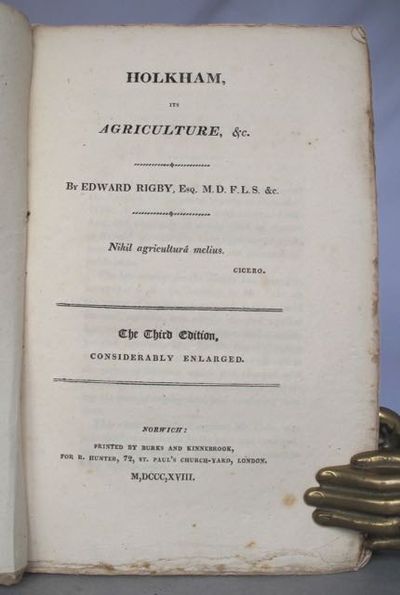 HOLKHAM,
ITS
AGRICULTURE, &c.
By EDWARD RIGBY, Esq. M. D. F. L. S. &c.
Nihil agriculturâ melius.
CICERO.
The Third Edition,
CONSIDERABLY ENLARGED.
NORWICH:
PRINTED BY BURKS AND KINNEBROOK,
FOR R. HUNTER, 72, ST. PAUL'S CHURCH-YARD, LONDON.
M,DCCC,XVIII.